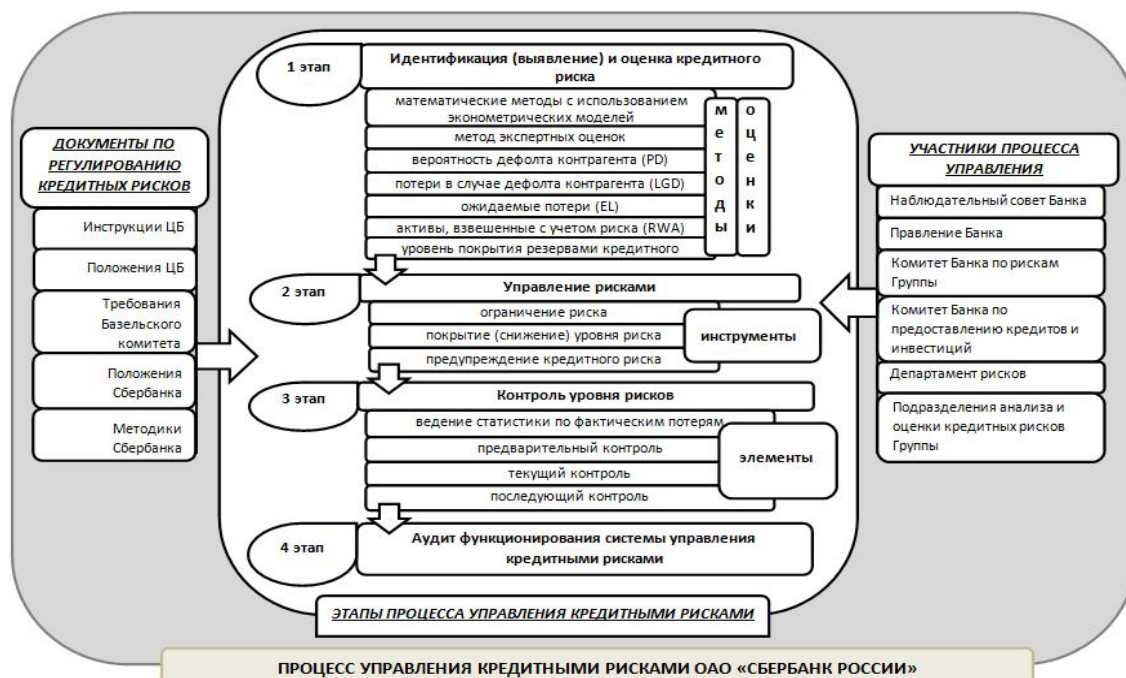 1 этап
Идентификация (выявление) и оценка кредитного
риска
математические методы с использованием
эконометрических моделей
метод экспертных оценок
вероятность дефолта контрагента (PD)
потери в случае дефолта контрагента (LGD)
ожидаемые потери (EL)
активы, взвешенные с учетом риска (RWA)
уровень покрытия резервами кредитного
методы
оценки
ДОКУМЕНТЫ ПО
РЕГУЛИРОВАНИЮ
КРЕДИТНЫХ РИСКОВ
Инструкции ЦБ
Положения ЦБ
Требования
Базельского
комитета
Положения
Сбербанка
Методики
Сбербанка
2 этап
Управление рисками
ограничение риска
покрытие (снижение) уровня риска
предупреждение кредитного риска
инструменты
3 этап
Контроль уровня рисков
ведение статистики по фактическим потерям
предварительный контроль
текущий контроль
последующий контроль
элементы
4 этап
Аудит функционирования системы управления
кредитными рисками
УЧАСТНИКИ ПРОЦЕССА
УПРАВЛЕНИЯ
Наблюдательный совет Банка
Правление Банка
Комитет Банка по рискам
Группы
Комитет Банка по
предоставлению кредитов и
инвестиций
Департамент рисков
Подразделения анализа и
оценки кредитных рисков
Группы
ЭТАПЫ ПРОЦЕССА УПРАВЛЕНИЯ КРЕДИТНЫМИ РИСКАМИ
ПРОЦЕСС УПРАВЛЕНИЯ КРЕДИТНЫМИ РИСКАМИ ОАО «СБЕРБАНК РОССИИ»